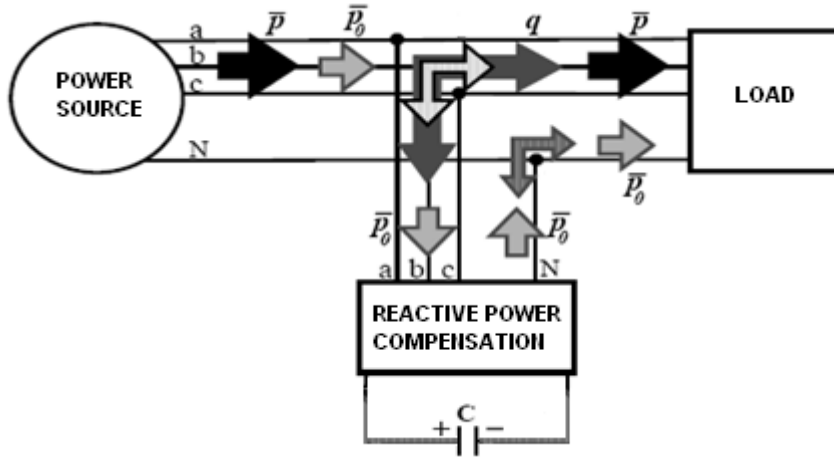 a p̄ p̄₀ q p̄
b
c
POWER
SOURCE
LOAD
N
p̄₀
p̄₀ p̄₀
a b c N
REACTIVE POWER
COMPENSATION
C
+ −